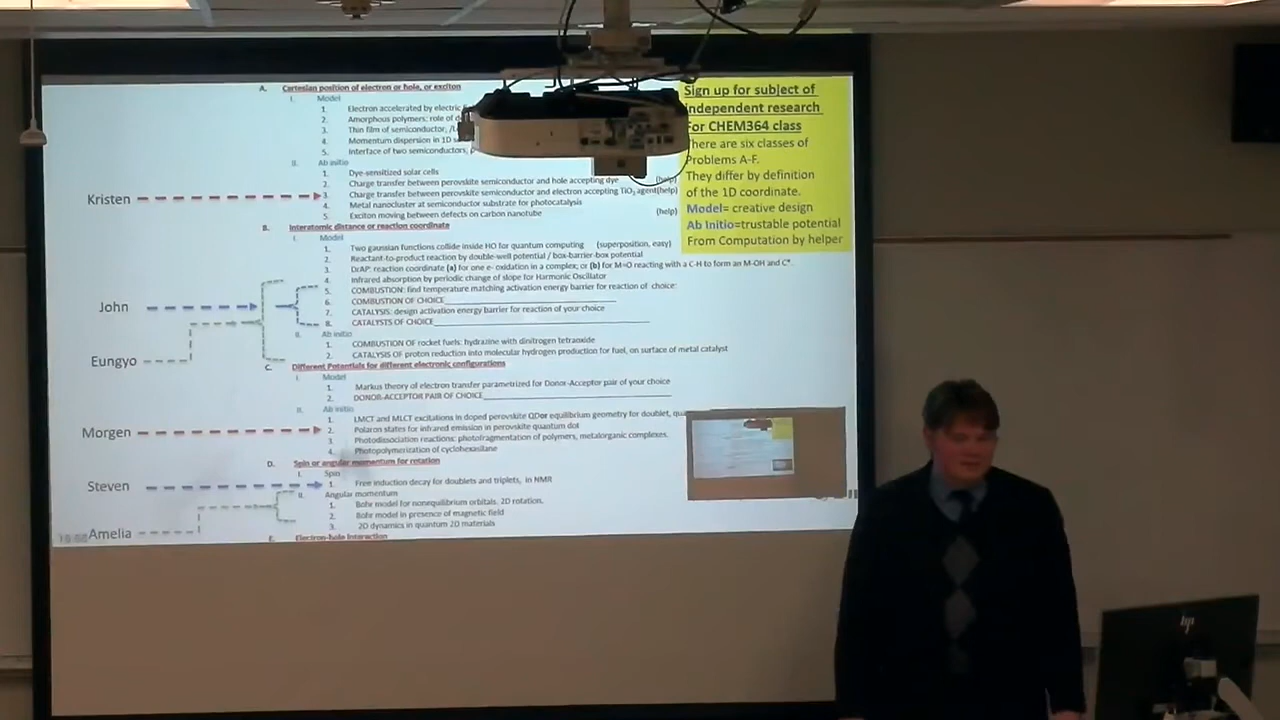 A. Cartesian position of electron or hole, or exciton
I. Model
1. Electron accelerated by electric
2. Amorphous polymers: role of
3. Thin film of semiconductor,
4. Momentum dispersion in 1D
5. Interface of two semiconductors,
II. Ab initio
1. Dye-sensitized solar cells
2. Charge transfer between perovskite semiconductor and hole accepting dye (help)
Kristen
3. Charge transfer between perovskite semiconductor and electron accepting TiO2 agent(help)
4. Metal nanocluster at semiconductor substrate for photocatalysis
5. Exciton moving between defects on carbon nanotube (help)
B. Interatomic distance or reaction coordinate
I. Model
1. Two gaussian functions collide inside HO for quantum computing (superposition, easy)
2. Reactant-to-product reaction by double-well potential / box-barrier-box potential
3. DrAP: reaction coordinate (a) for one e- oxidation in a complex; or (b) for M=O reacting with a C-H to form an M-OH and C*.
4. Infrared absorption by periodic change of slope for Harmonic Oscillator
5. COMBUSTION: find temperature matching activation energy barrier for reaction of choice:
6. COMBUSTION OF CHOICE
John
7. CATALYSIS: design activation energy barrier for reaction of your choice
8. CATALYSTS OF CHOICE
II. Ab initio
1. COMBUSTION of rocket fuels: hydrazine with dinitrogen tetroxide
2. CATALYSIS of proton reduction into molecular hydrogen production for fuel, on surface of metal catalyst
Eungyo
C. Different Potentials for different electronic configurations
I. Model
1. Markus theory of electron transfer parametrized for Donor-Acceptor pair of your choice
2. DONOR-ACCEPTOR PAIR OF CHOICE
II. Ab initio
1. LMCT and MLCT excitations in doped perovskite QDor equilibrium geometry for doublet,
Morgen
2. Polaron states for infrared emission in perovskite quantum dot
3. Photodissociation reactions: photofragmentation of polymers, metalorganic complexes.
4. Photopolymerization of cyclohexasilane
D. Spin or angular momentum for rotation
I. Spin
Steven
1. Free induction decay for doublets and triplets, in NMR
II. Angular momentum
1. Bohr model for nonequilibrium orbitals, 2D rotation,
2. Bohr model in presence of magnetic field
3. 2D dynamics in quantum 2D materials
Amelia
E. Electron-hole Interaction
Sign up for subject of
independent research
For CHEM364 class
There are six classes of
Problems A-F.
They differ by definition
of the 1D coordinate.
Model= creative design
Ab Initio=trustable potential
From Computation by helper
hp